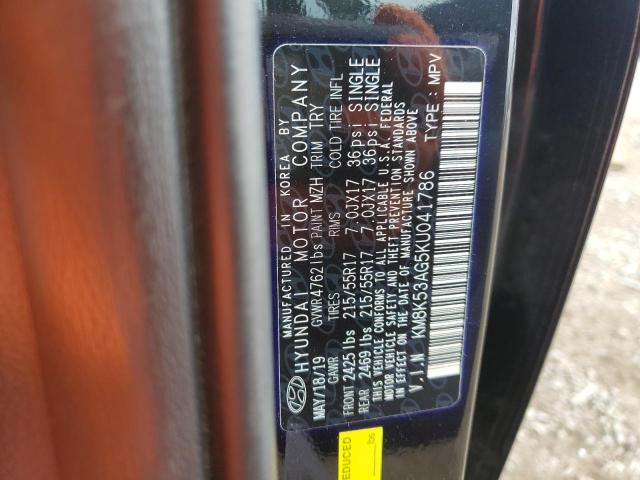 MANUFACTURED IN KOREA BY
HYUNDAI MOTOR COMPANY
MAY/18/19 GVWR4762lbs PAINT MZH TRIM TRY
GAWR TIRES RIMS COLD TIRE INFL
FRONT 2425 lbs 215/55R17 7.0JX17 36psi SINGLE
REAR 2469 lbs 215/55R17 7.0JX17 36psi SINGLE
THIS VEHICLE CONFORMS TO ALL APPLICABLE U.S.A. FEDERAL
MOTOR VEHICLE SAFETY AND THEFT PREVENTION STANDARDS
IN EFFECT ON THE DATE OF MANUFACTURE SHOWN ABOVE
V.I.N KM8K53AG5KU041786 TYPE : MPV
REDUCED
lbs